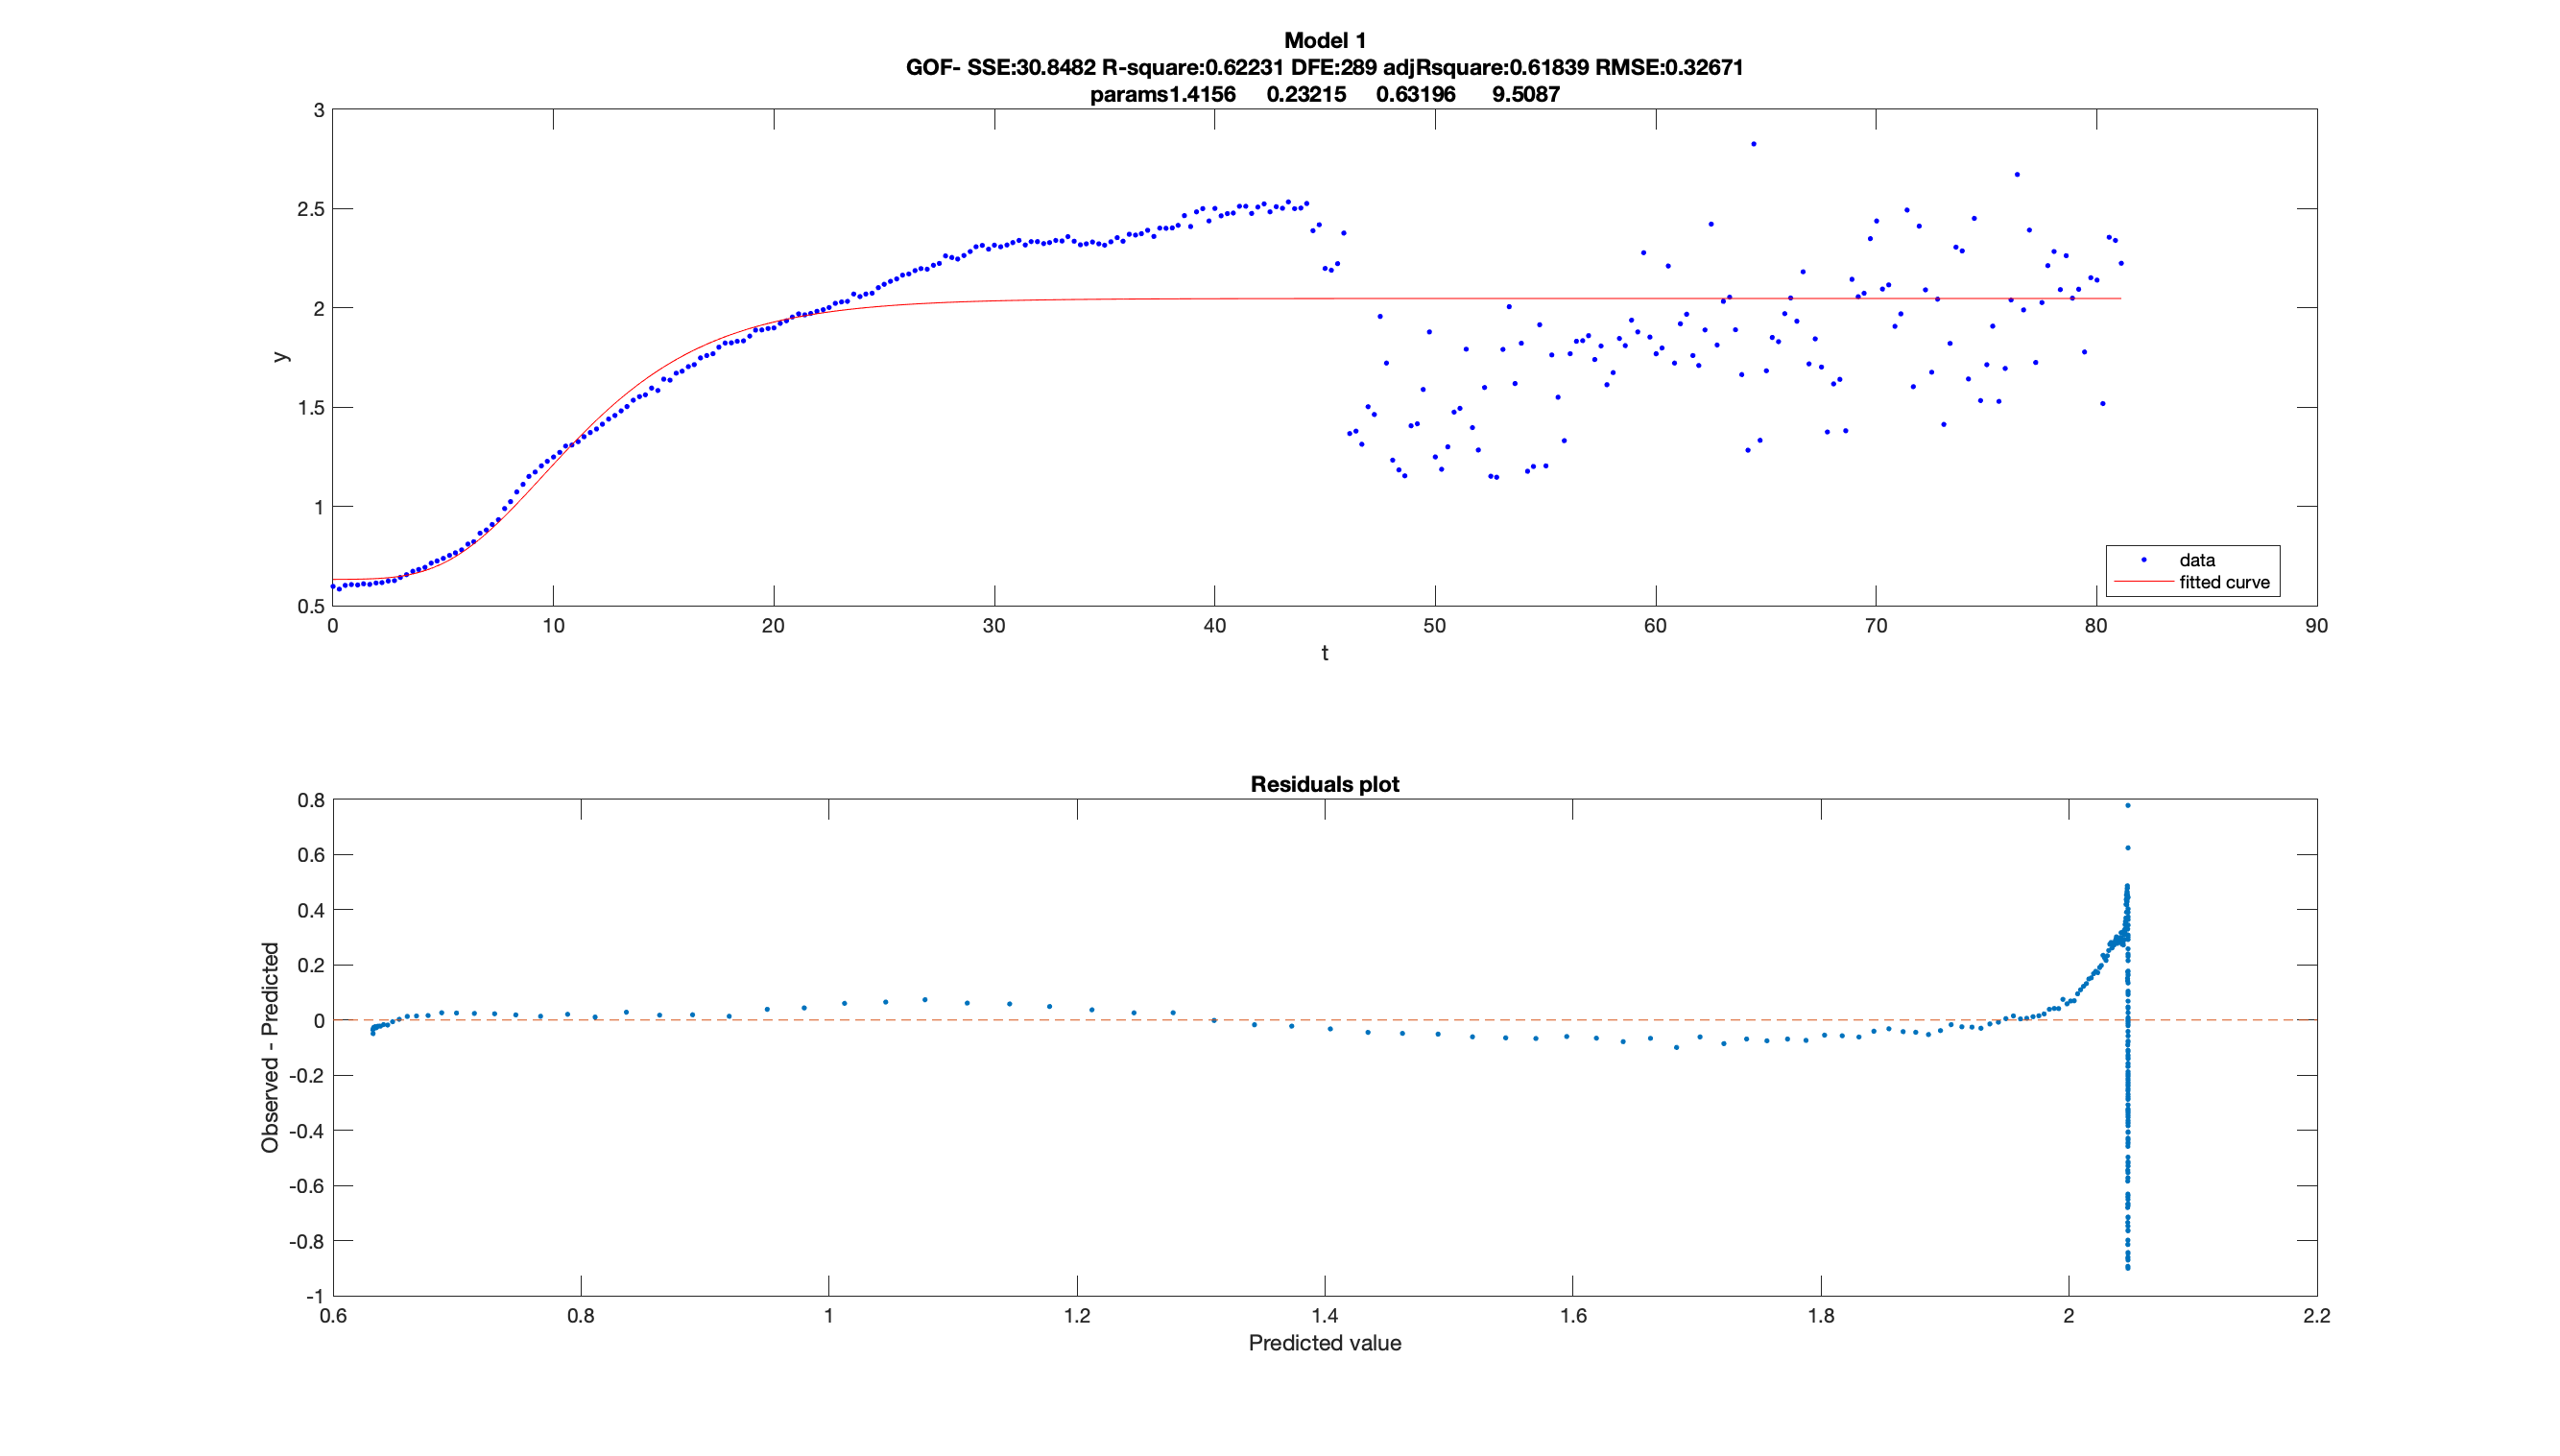 Model 1
GOF- SSE:30.8482 R-square:0.62231 DFE:289 adjRsquare:0.61839 RMSE:0.32671
params1.4156 0.23215 0.63196 9.5087
3
2.5
2
1.5
1
0.5
y
0 10 20 30 40 50 60 70 80 90
t
data
fitted curve
Residuals plot
0.8
0.6
0.4
0.2
0
-0.2
-0.4
-0.6
-0.8
-1
Observed - Predicted
0.6 0.8 1 1.2 1.4 1.6 1.8 2 2.2
Predicted value